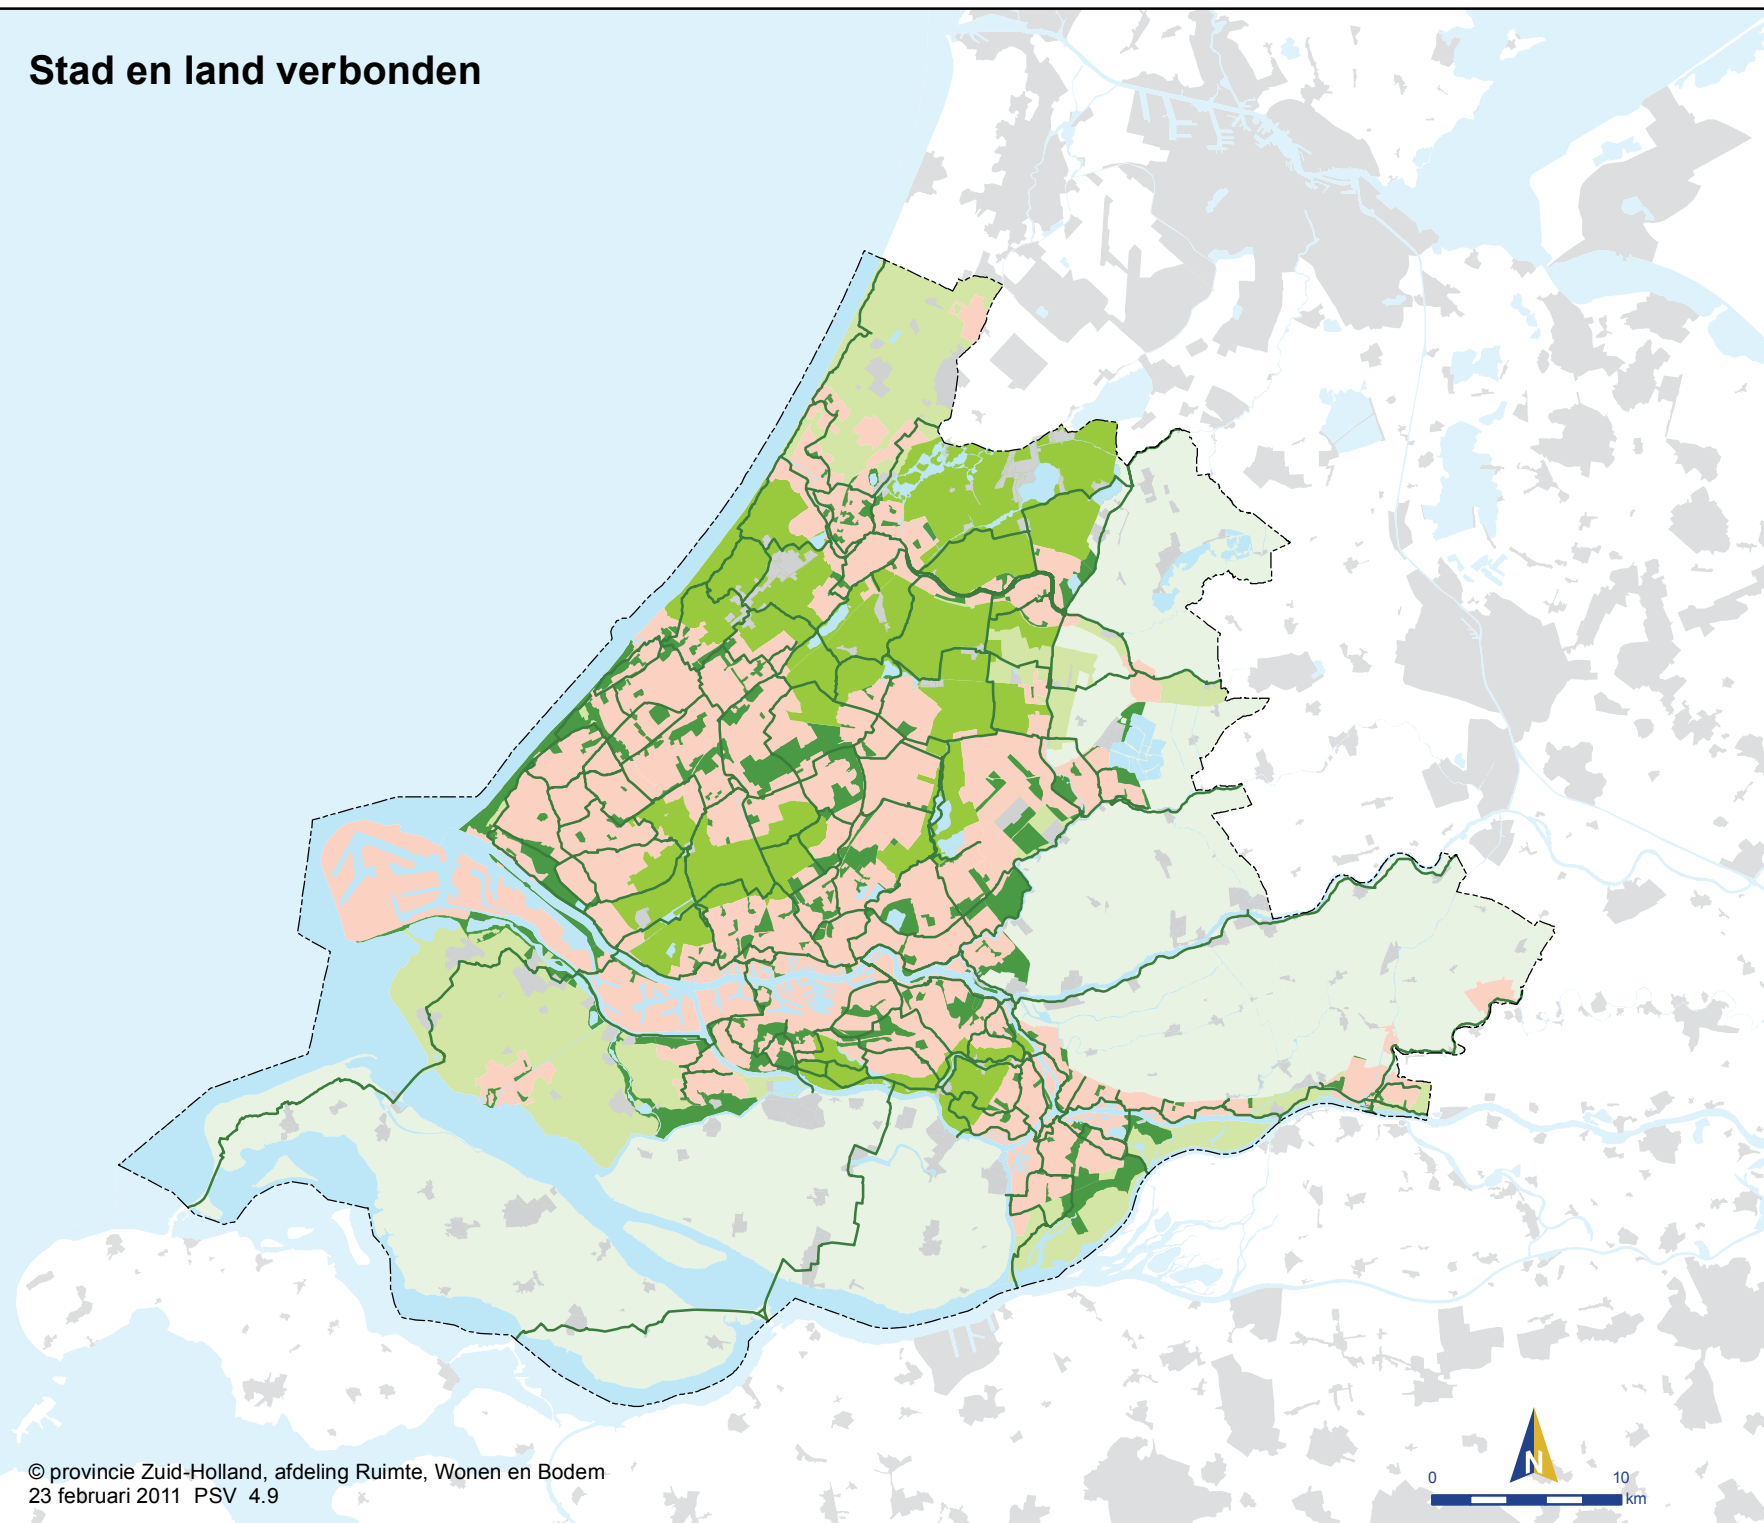 Stad en land verbonden
© provincie Zuid-Holland, afdeling Ruimte, Wonen en Bodem
23 februari 2011 PSV 4.9
N
0 10
km